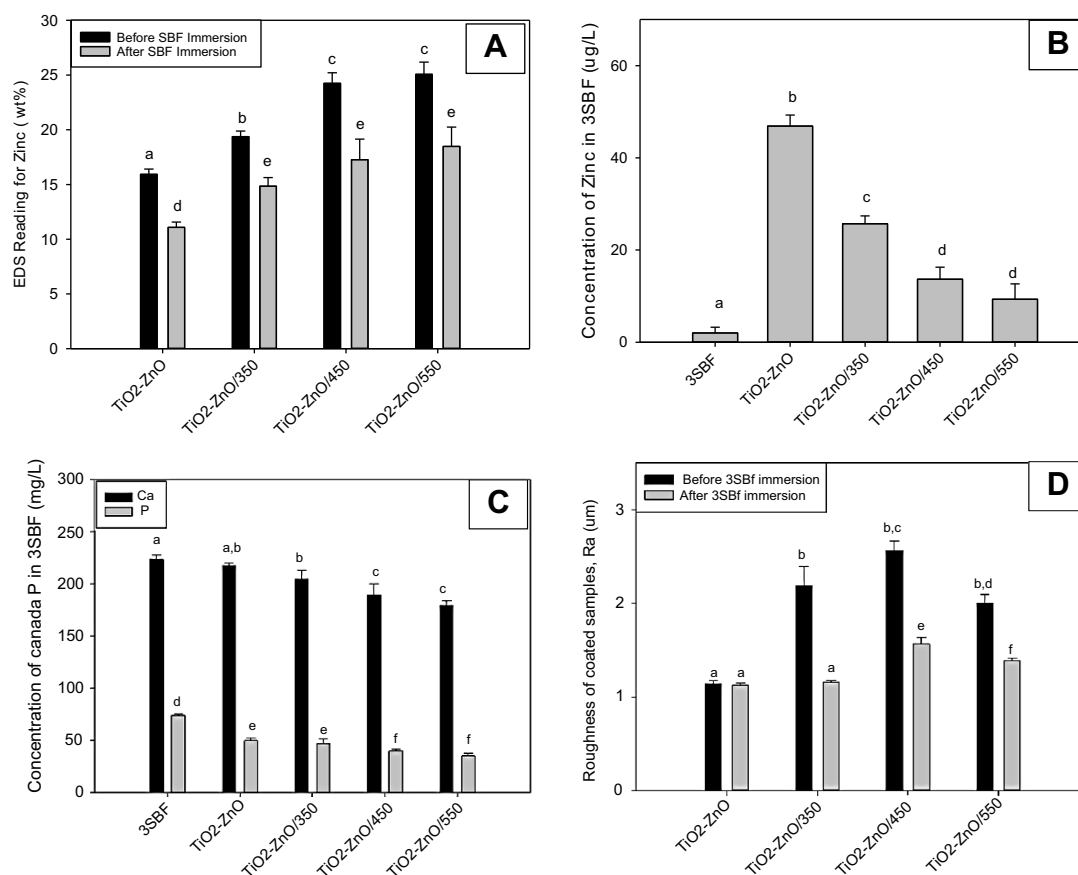 A
Before SBF Immersion
After SBF Immersion
EDS Reading for Zinc ( wt%)
30
25
20
15
10
5
0
a
d
b
e
c
e
c
e
TiO2-ZnO
TiO2-ZnO/350
TiO2-ZnO/450
TiO2-ZnO/550
B
Concentration of Zinc in 3SBF (ug/L)
60
40
20
0
a
b
c
d
d
3SBF
TiO2-ZnO
TiO2-ZnO/350
TiO2-ZnO/450
TiO2-ZnO/550
C
Ca
P
Concentration of canada P in 3SBF (mg/L)
300
250
200
150
100
50
0
a
d
a,b
e
b
e
c
f
c
f
3SBF
TiO2-ZnO
TiO2-ZnO/350
TiO2-ZnO/450
TiO2-ZnO/550
D
Before 3SBf immersion
After 3SBf immersion
Roughness of coated samples, Ra (um)
3
2
1
0
a
a
b
a
b,c
e
b,d
f
TiO2-ZnO
TiO2-ZnO/350
TiO2-ZnO/450
TiO2-ZnO/550